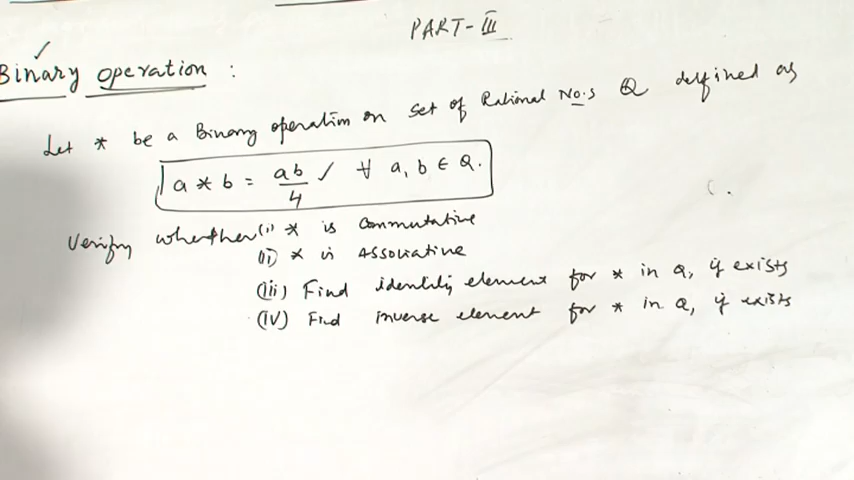 PART-III
Binary operation :
Let * be a Binary operation on set of Rational No.s Q defined as
a * b = ab/4 ✓ ∀ a, b ∈ Q.
Verify whether (i) * is Commutative
(ii) * is Associative
(iii) Find identity element for * in Q, if exists
(iv) Find inverse element for * in Q, if exists